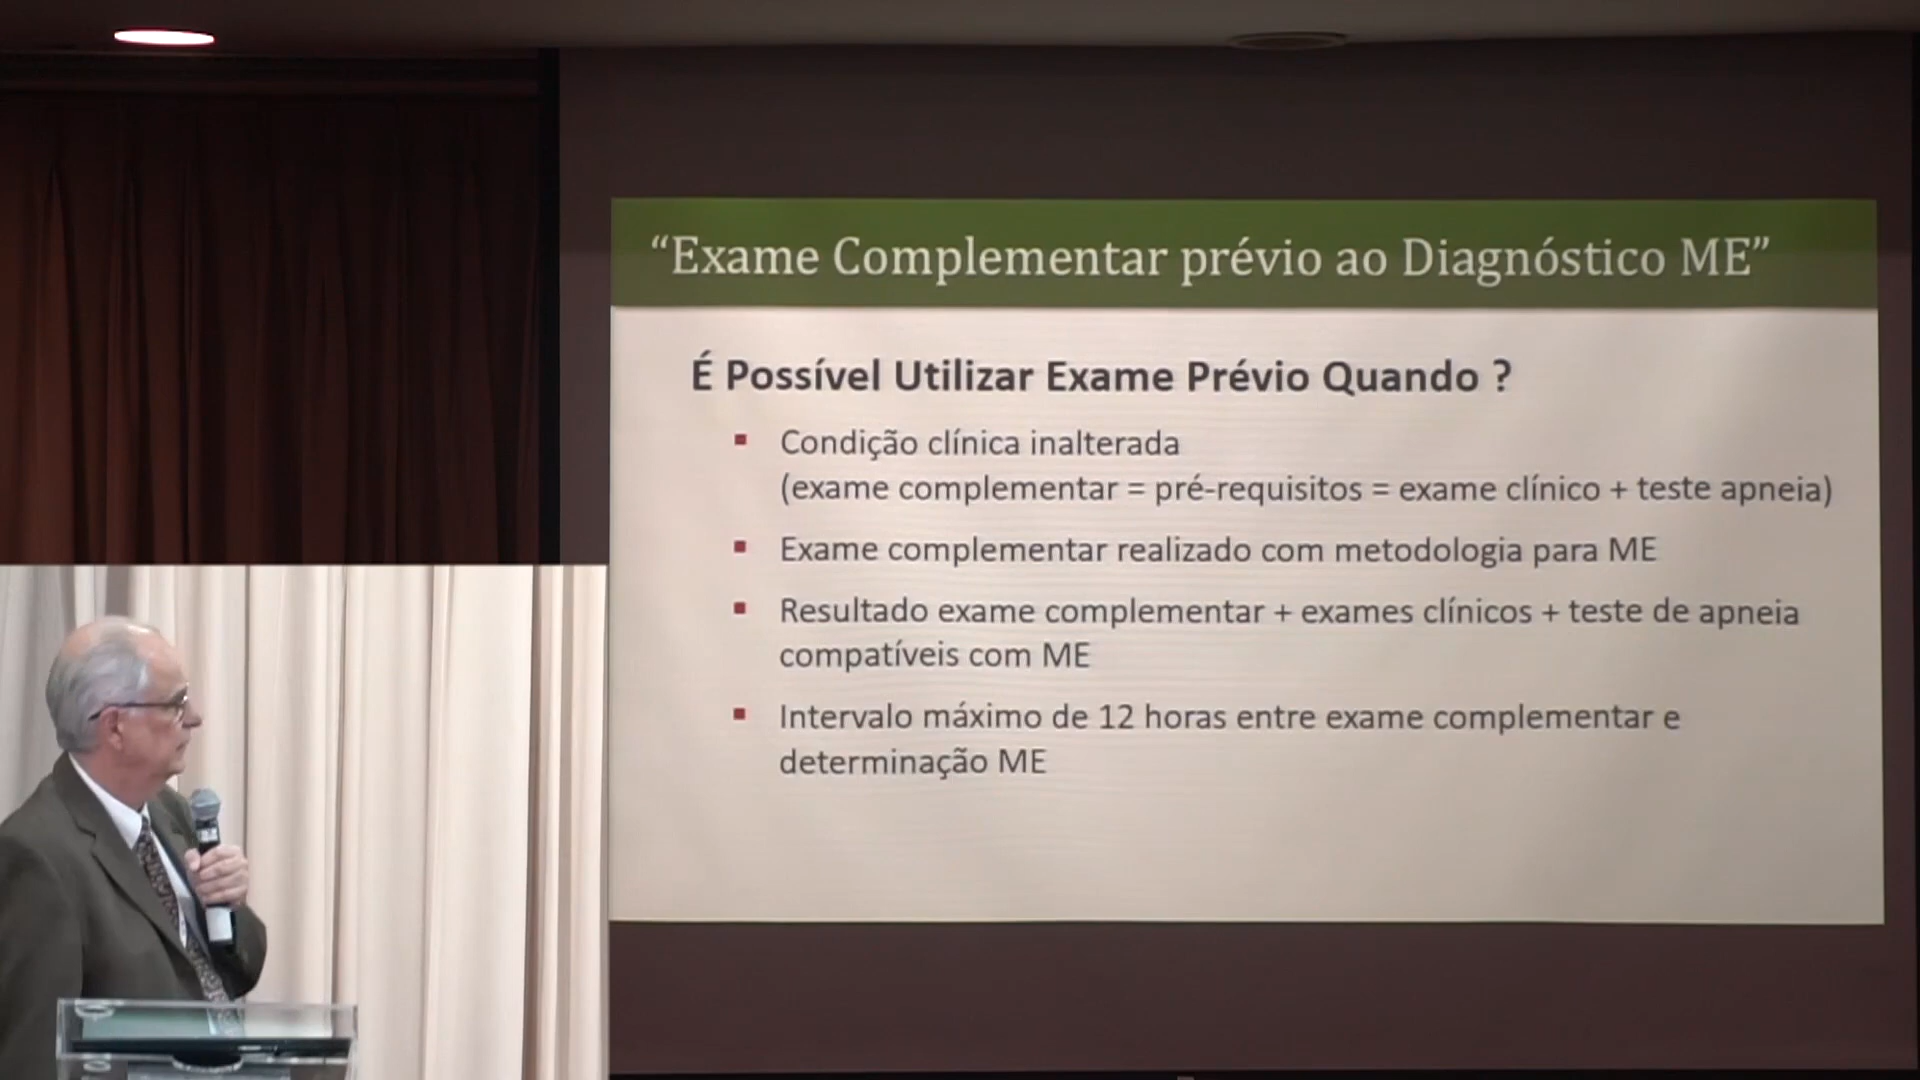 “Exame Complementar prévio ao Diagnóstico ME”
É Possível Utilizar Exame Prévio Quando ?
▪ Condição clínica inalterada
(exame complementar = pré-requisitos = exame clínico + teste apneia)
▪ Exame complementar realizado com metodologia para ME
▪ Resultado exame complementar + exames clínicos + teste de apneia
compatíveis com ME
▪ Intervalo máximo de 12 horas entre exame complementar e
determinação ME